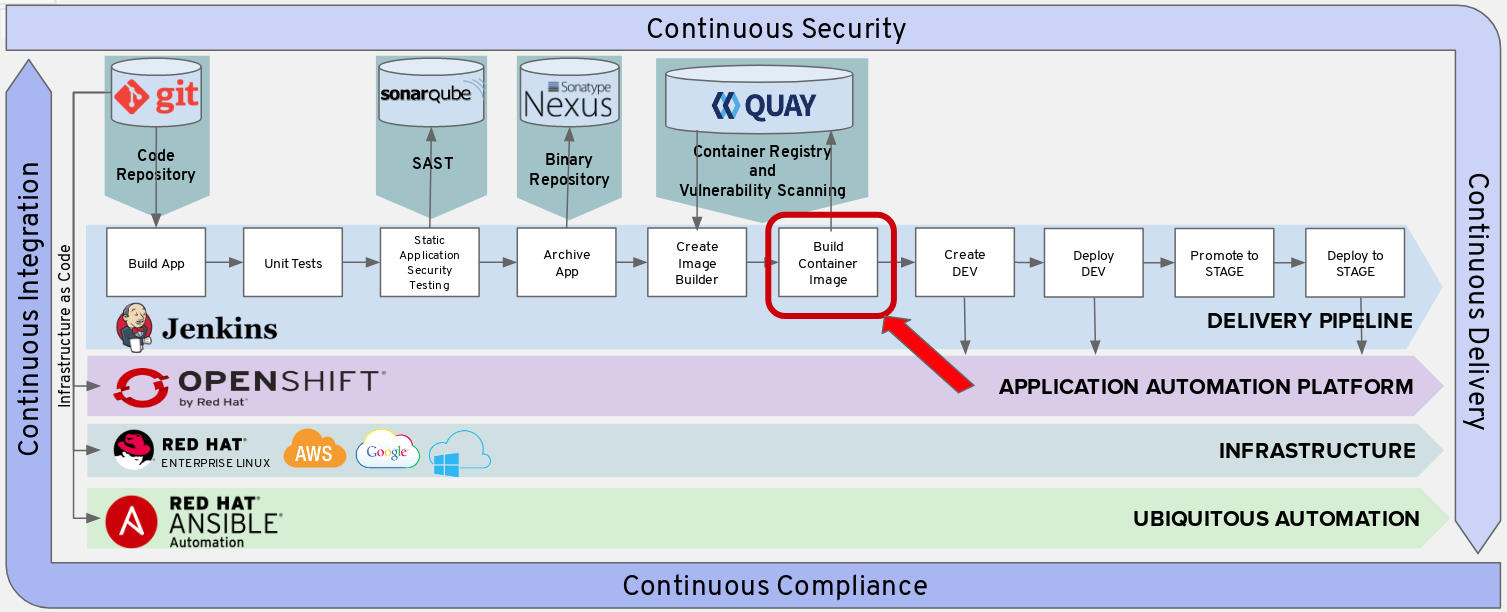 Continuous Security
git
sonarqube
Sonatype
Nexus
QUAY
Code
Repository
SAST
Binary
Repository
Container Registry
and
Vulnerability Scanning
Continuous Integration
Infrastructure as Code
Continuous Delivery
Build App
Unit Tests
Static
Application
Security
Testing
Archive
App
Create
Image
Builder
Build
Container
Image
Create
DEV
Deploy
DEV
Promote to
STAGE
Deploy to
STAGE
Jenkins
DELIVERY PIPELINE
OPENSHIFT
by Red Hat
APPLICATION AUTOMATION PLATFORM
RED HAT
ENTERPRISE LINUX
AWS
Google
INFRASTRUCTURE
A
RED HAT
ANSIBLE
Automation
UBIQUITOUS AUTOMATION
Continuous Compliance